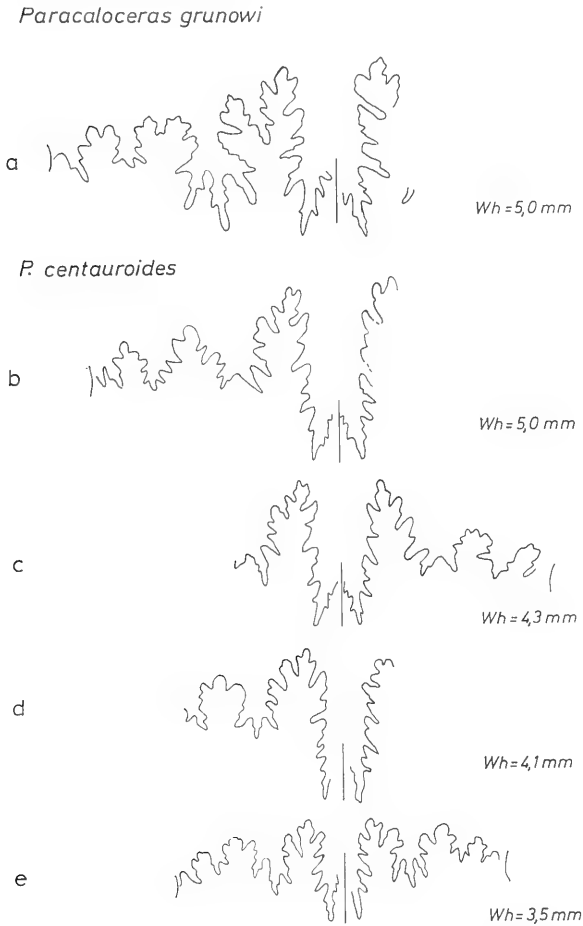 Paracaloceras grunowi
a
Wh = 5,0 mm
P. centauroides
b
Wh = 5,0 mm
c
Wh = 4,3 mm
d
Wh = 4,1 mm
e
Wh = 3,5 mm